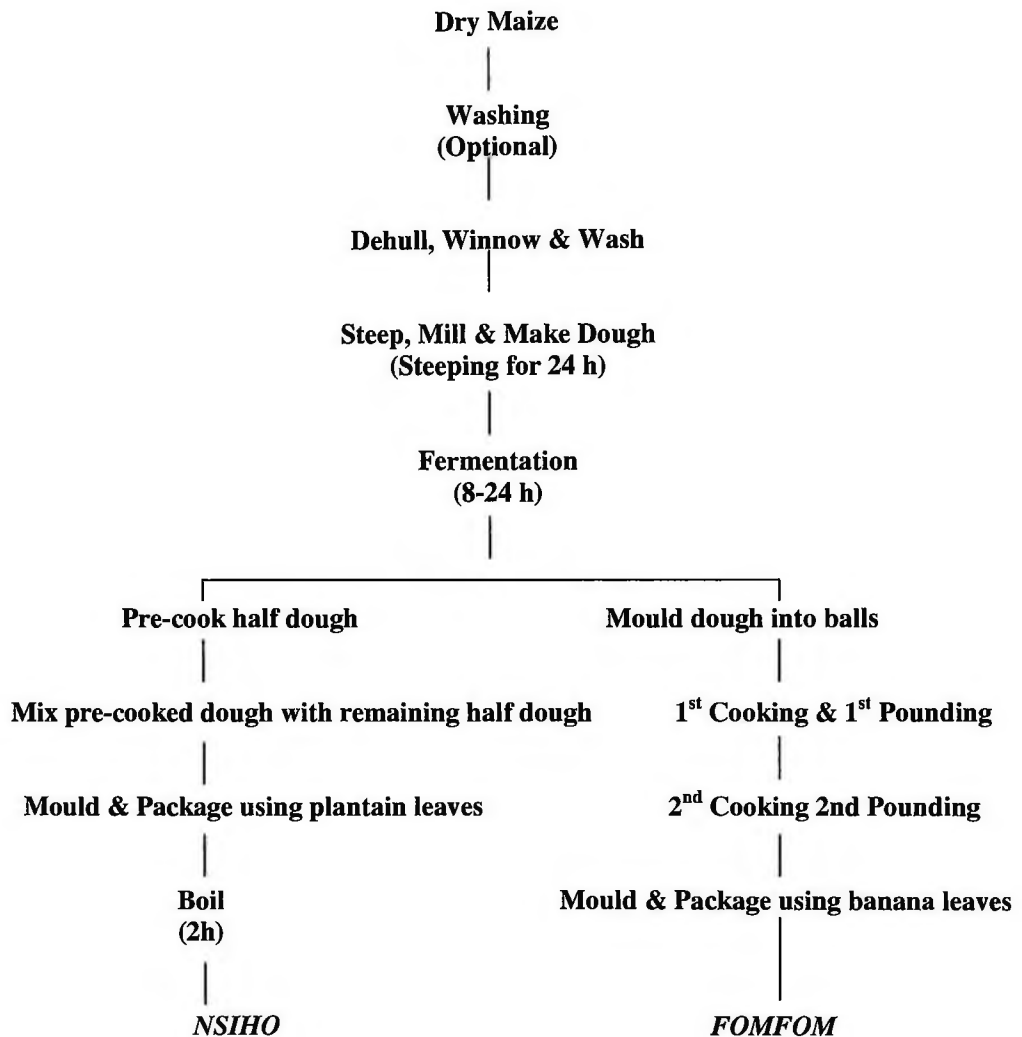 Dry Maize
Washing
(Optional)
Dehull, Winnow & Wash
Steep, Mill & Make Dough
(Steeping for 24 h)
Fermentation
(8-24 h)
Pre-cook half dough
Mix pre-cooked dough with remaining half dough
Mould & Package using plantain leaves
Boil
(2h)
NSIHO
Mould dough into balls
1st Cooking & 1st Pounding
2nd Cooking 2nd Pounding
Mould & Package using banana leaves
FOMFOM